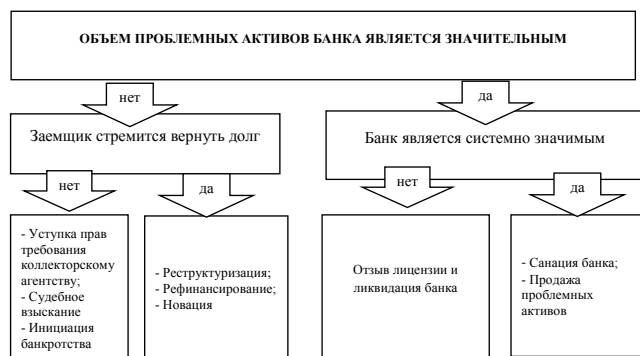 ОБЪЕМ ПРОБЛЕМНЫХ АКТИВОВ БАНКА ЯВЛЯЕТСЯ ЗНАЧИТЕЛЬНЫМ
нет
да
Заемщик стремится вернуть долг
Банк является системно значимым
нет
да
нет
да
- Уступка прав
требования
коллекторскому
агентству;
- Судебное
взыскание
- Инициация
банкротства
- Реструктуризация;
- Рефинансирование;
- Новация
Отзыв лицензии и
ликвидация банка
- Санация банка;
- Продажа
проблемных
активов